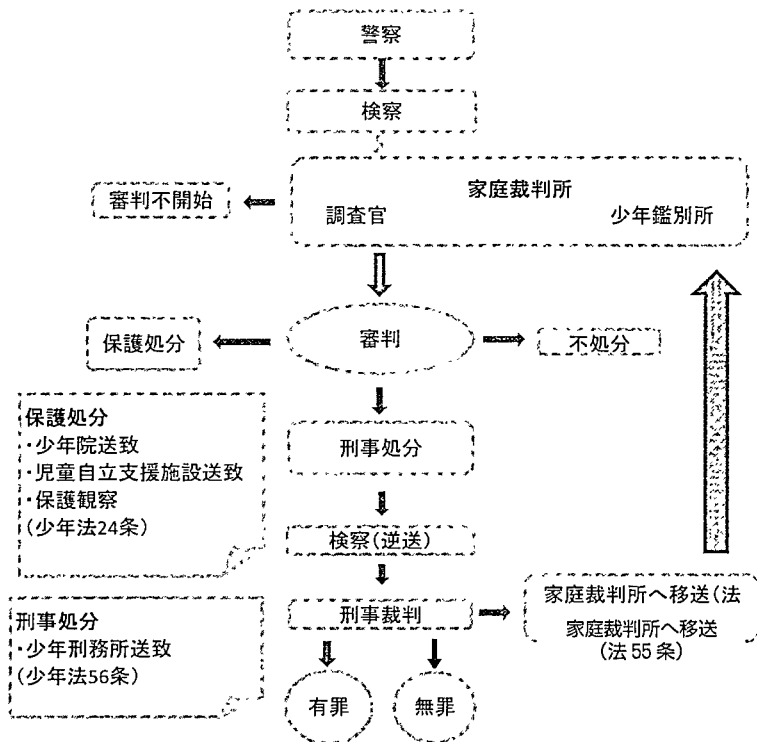 警察
検察
家庭裁判所
調査官 少年鑑別所
審判不開始
審判
保護処分
不処分
保護処分
・少年院送致
・児童自立支援施設送致
・保護観察
(少年法24条)
刑事処分
検察(逆送)
刑事裁判
家庭裁判所へ移送(法
家庭裁判所へ移送
(法55条)
刑事処分
・少年刑務所送致
(少年法56条)
有罪
無罪